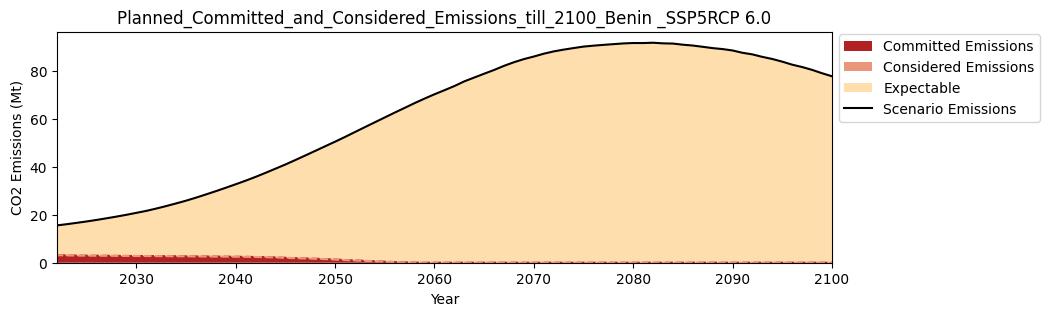 Planned_Committed_and_Considered_Emissions_till_2100_Benin _SSP5RCP 6.0
Committed Emissions
Considered Emissions
Expectable
Scenario Emissions
CO2 Emissions (Mt)
80
60
40
20
0
2030 2040 2050 2060 2070 2080 2090 2100
Year